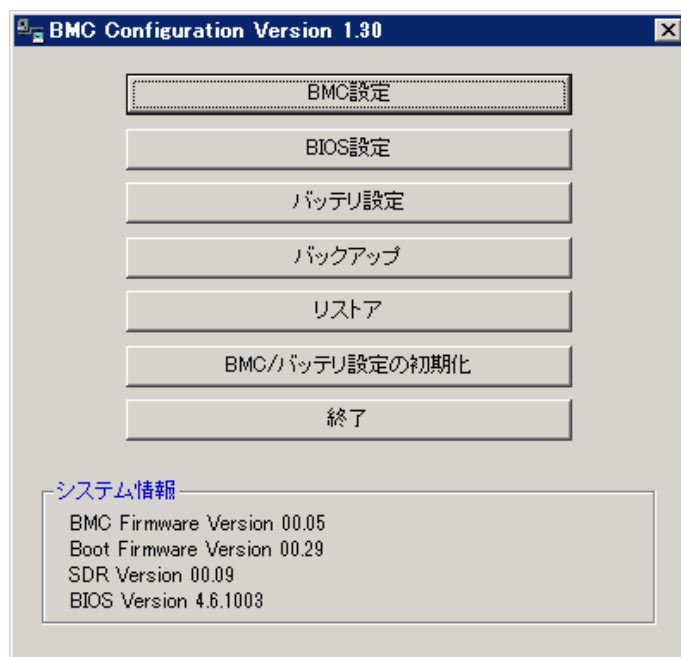 BMC Configuration Version 1.30
BMC設定
BIOS設定
バッテリ設定
バックアップ
リストア
BMC/バッテリ設定の初期化
終了
システム情報
BMC Firmware Version 00.05
Boot Firmware Version 00.29
SDR Version 00.09
BIOS Version 4.6.1003